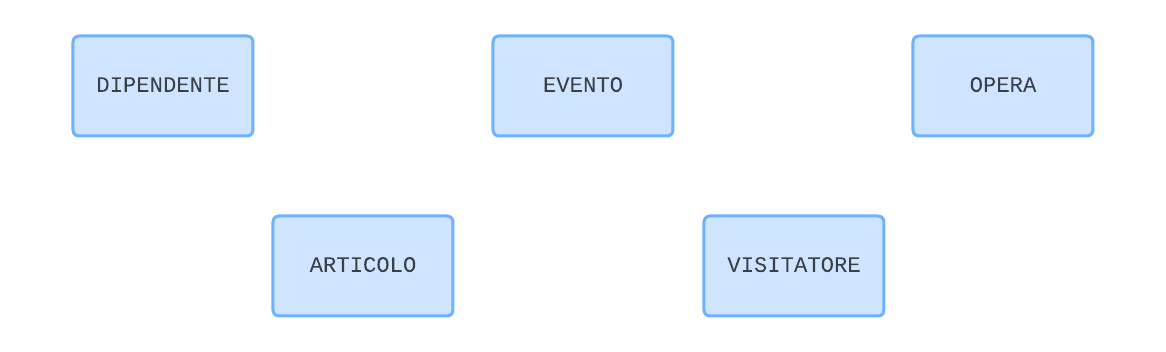 DIPENDENTE
EVENTO
OPERA
ARTICOLO
VISITATORE